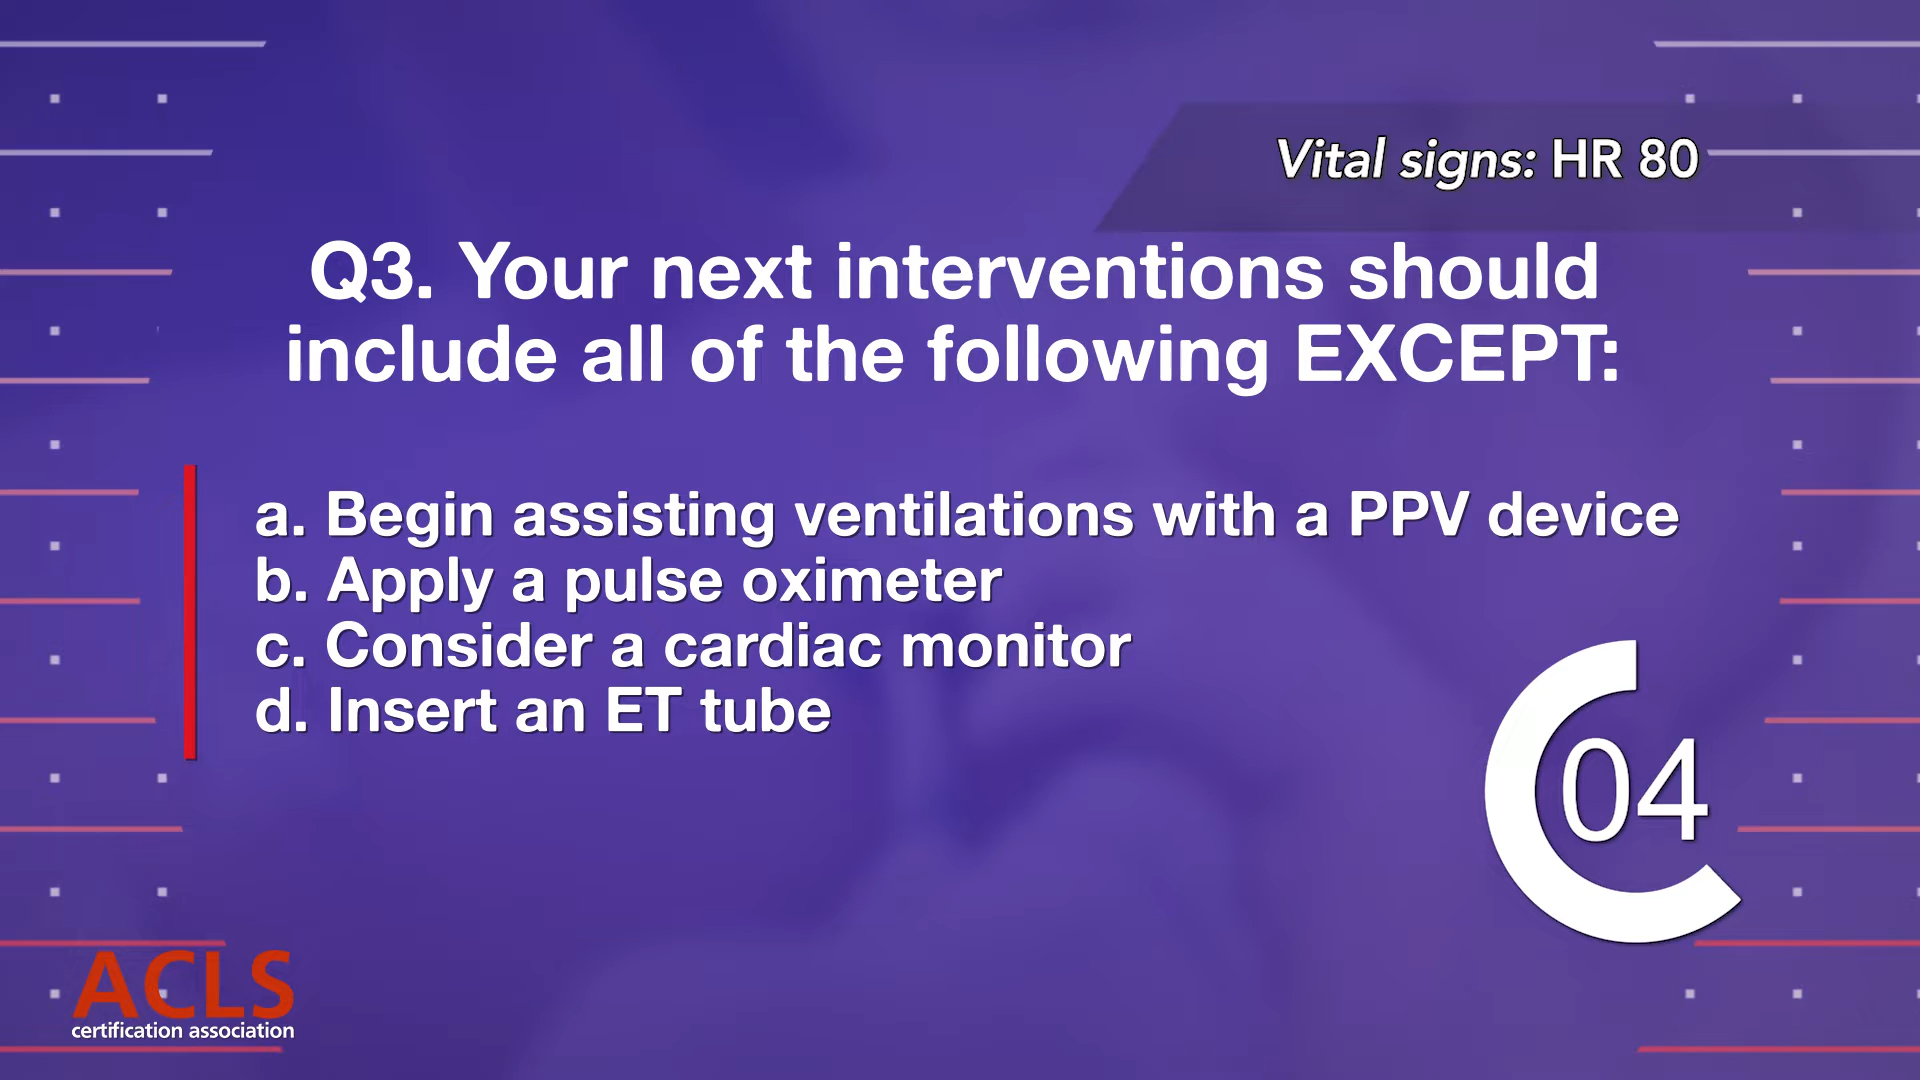 Vital signs: HR 80
Q3. Your next interventions should
include all of the following EXCEPT:
a. Begin assisting ventilations with a PPV device
b. Apply a pulse oximeter
c. Consider a cardiac monitor
d. Insert an ET tube
04
ACLS
certification association